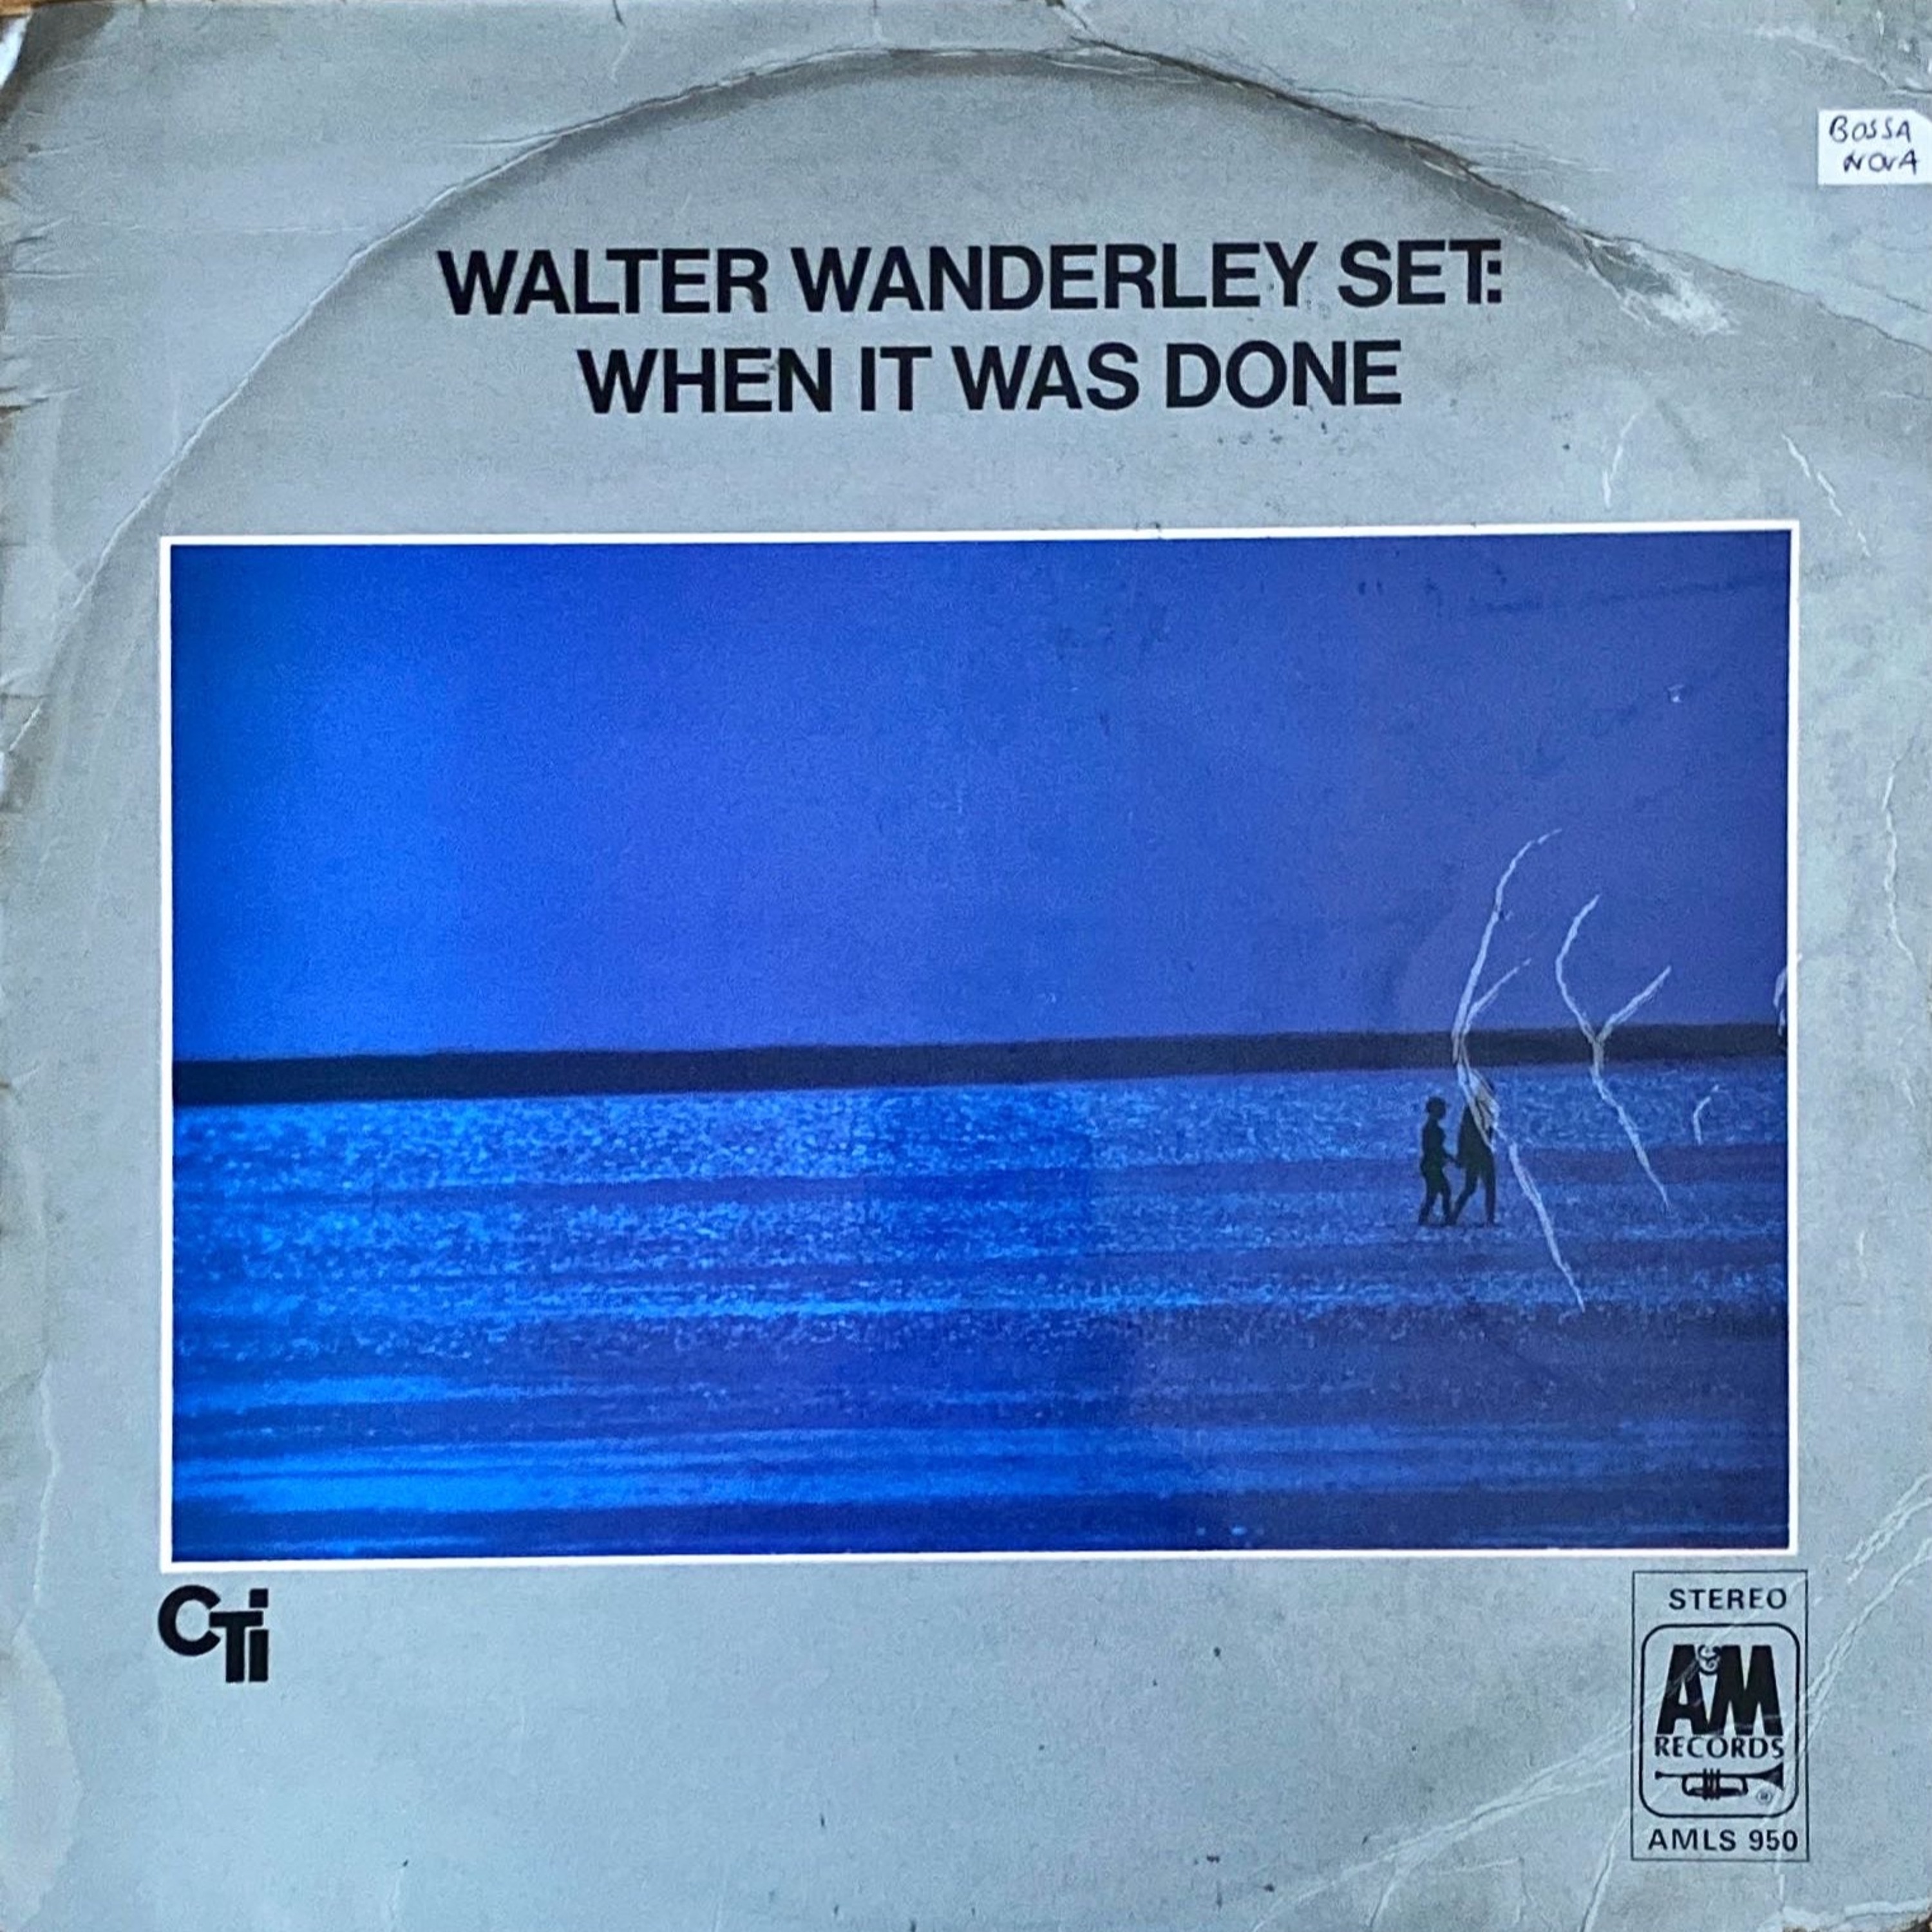 BOSSA
NOVA
WALTER WANDERLEY SET:
WHEN IT WAS DONE
CTi
STEREO
A&M
RECORDS
®
AMLS 950